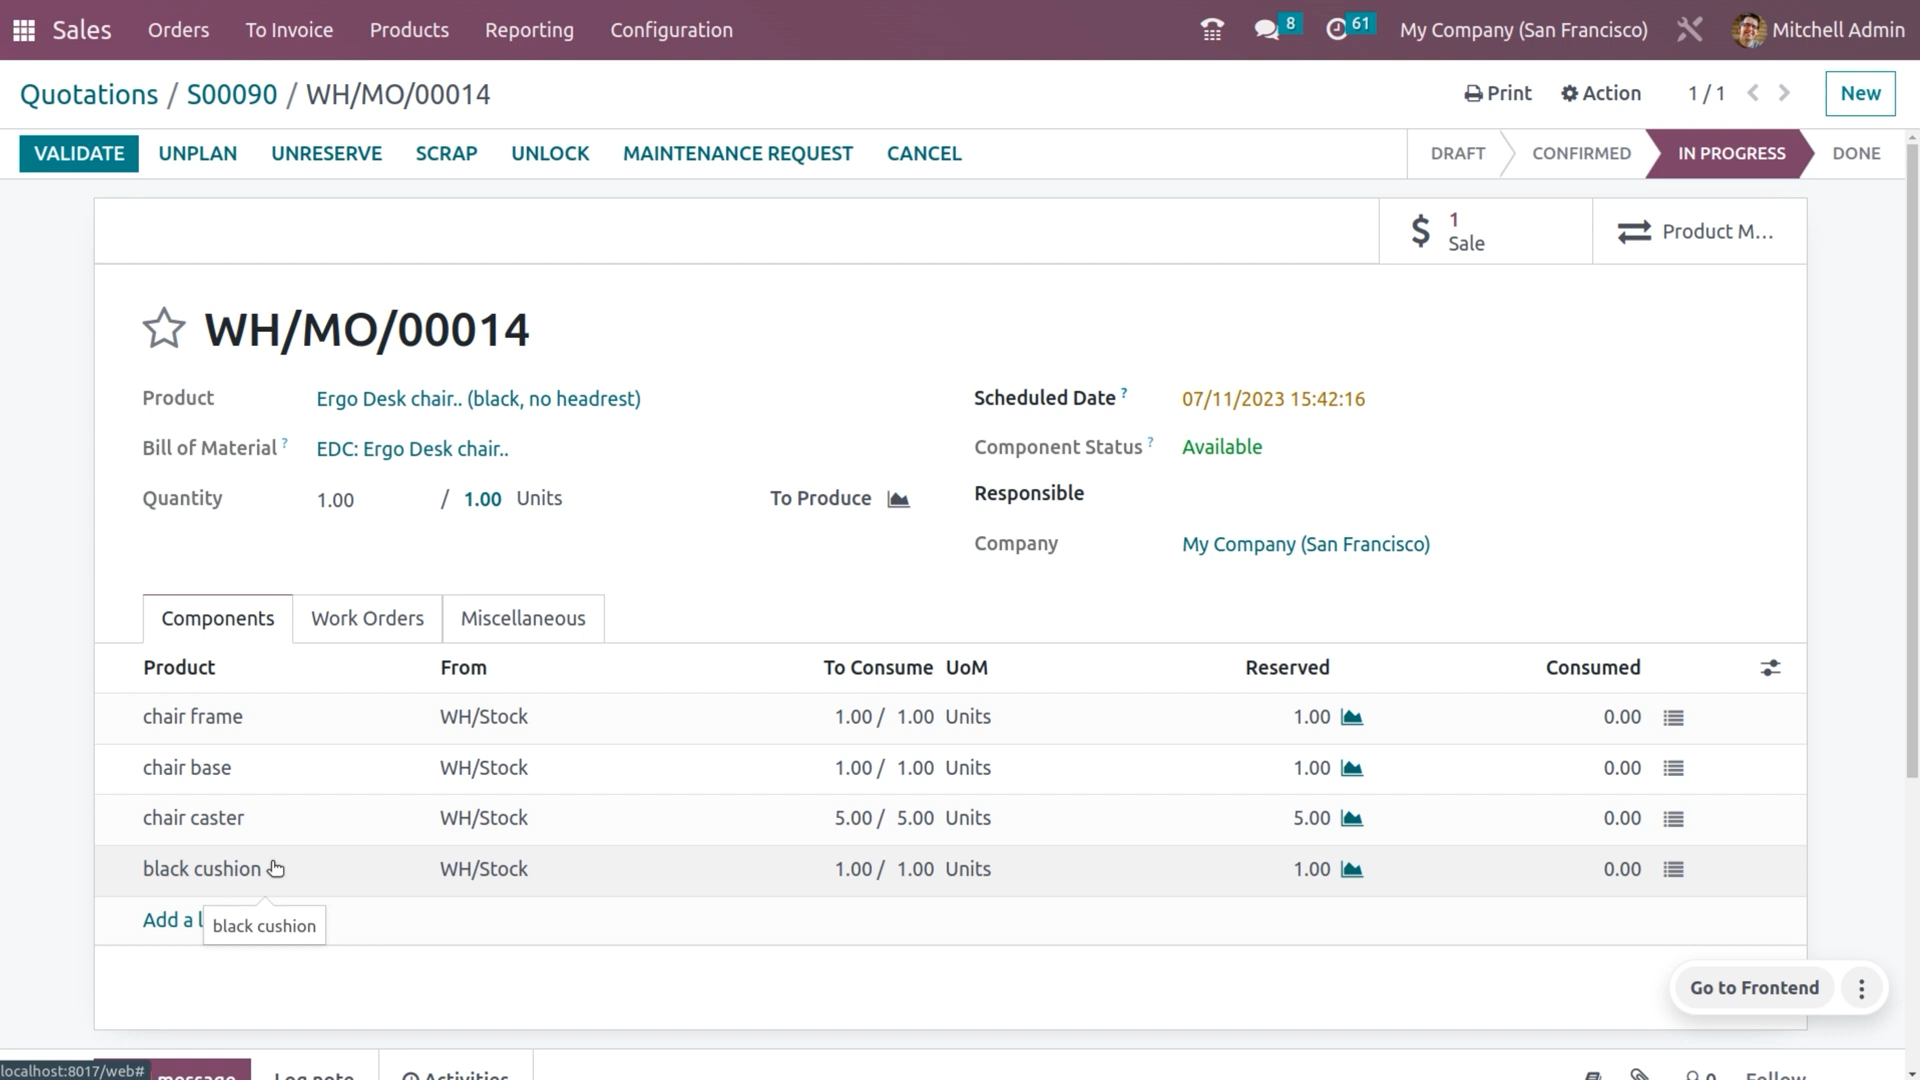 Sales Orders To Invoice Products Reporting Configuration 8 61 My Company (San Francisco) Mitchell Admin
Quotations / S00090 / WH/MO/00014 Print Action 1 / 1 New
VALIDATE UNPLAN UNRESERVE SCRAP UNLOCK MAINTENANCE REQUEST CANCEL DRAFT CONFIRMED IN PROGRESS DONE
1
Sale
Product M...
WH/MO/00014
Product Ergo Desk chair.. (black, no headrest) Scheduled Date ? 07/11/2023 15:42:16
Bill of Material ? EDC: Ergo Desk chair.. Component Status ? Available
Quantity 1.00 / 1.00 Units To Produce Responsible
Company My Company (San Francisco)
Components Work Orders Miscellaneous
Product From To Consume UoM Reserved Consumed
chair frame WH/Stock 1.00 / 1.00 Units 1.00 0.00
chair base WH/Stock 1.00 / 1.00 Units 1.00 0.00
chair caster WH/Stock 5.00 / 5.00 Units 5.00 0.00
black cushion WH/Stock 1.00 / 1.00 Units 1.00 0.00
Add a l
black cushion
Go to Frontend
localhost:8017/web# message Log note Activities 0 Follow